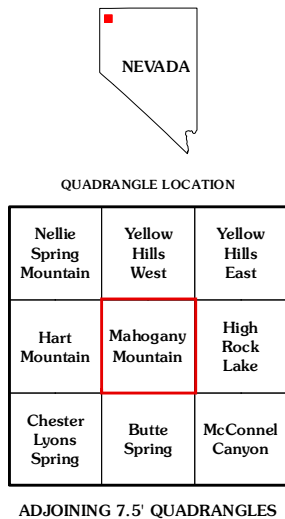 NEVADA
QUADRANGLE LOCATION
Nellie
Spring
Mountain
Yellow
Hills
West
Yellow
Hills
East
Hart
Mountain
Mahogany
Mountain
High
Rock
Lake
Chester
Lyons
Spring
Butte
Spring
McConnel
Canyon
ADJOINING 7.5' QUADRANGLES